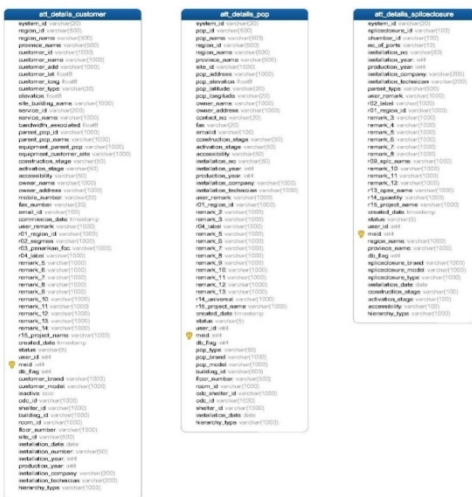 att_details_customer
system_id varchar(20)
region_id varchar(500)
region_name varchar(500)
province_name varchar(500)
customer_id varchar(1000)
customer_name varchar(1000)
customer_add varchar(1000)
customer_lat float8
customer_long float8
customer_type varchar(30)
elevation float8
site_building_name varchar(1000)
service_id varchar(200)
service_name varchar(1000)
bandwidth_associated float8
parent_pop_id varchar(1000)
parent_pop_name varchar(1000)
equipment_parent_pop varchar(1000)
equipment_customer_site varchar(1000)
construction_stage varchar(50)
activation_stage varchar(50)
accessibility varchar(50)
owner_name varchar(1000)
owner_address varchar(1000)
mobile_number varchar(20)
fax_number varchar(20)
email_id varchar(100)
commission_date timestamp
user_remark varchar(1000)
r01_region_id varchar(1000)
r02_segmen varchar(1000)
r03_penarikan_foc varchar(1000)
r04_label varchar(1000)
remark_5 varchar(1000)
remark_6 varchar(1000)
remark_7 varchar(1000)
remark_8 varchar(1000)
remark_9 varchar(1000)
remark_10 varchar(1000)
remark_11 varchar(1000)
remark_12 varchar(1000)
remark_13 varchar(1000)
remark_14 varchar(1000)
r15_project_name varchar(1000)
created_date timestamp
status varchar(5)
user_id int4
meid int4
db_flag int4
customer_brand varchar(1000)
customer_model varchar(1000)
inactive
odc_id varchar(1000)
shelter_id varchar(1000)
building_id varchar(1000)
room_id varchar(1000)
floor_number varchar(1000)
site_id varchar(500)
installation_date date
installation_number varchar(50)
installation_year int4
production_year int4
installation_company varchar(200)
installation_technician varchar(200)
hierarchy_type varchar(1000)
att_details_pop
system_id varchar(20)
pop_id varchar(500)
pop_name varchar(500)
region_id varchar(500)
region_name varchar(500)
province_name varchar(500)
site_id varchar(1000)
pop_address varchar(1000)
pop_elevation float8
pop_latitude varchar(20)
pop_longitude varchar(20)
owner_name varchar(1000)
owner_address varchar(1000)
contact_no varchar(20)
fax varchar(20)
emailid varchar(100)
construction_stage varchar(50)
activation_stage varchar(50)
accessibility varchar(50)
installation_no varchar(50)
installation_year int4
production_year int4
installation_company varchar(1000)
installation_technician varchar(1000)
user_remark varchar(1000)
r01_region_id varchar(1000)
remark_2 varchar(1000)
r04_label varchar(1000)
remark_2 varchar(1000)
remark_5 varchar(1000)
remark_6 varchar(1000)
remark_7 varchar(1000)
remark_8 varchar(1000)
remark_9 varchar(1000)
remark_10 varchar(1000)
remark_11 varchar(1000)
remark_12 varchar(1000)
remark_13 varchar(1000)
r14_universal varchar(1000)
r15_project_name varchar(1000)
created_date timestamp
status varchar(5)
user_id int4
meid int4
db_flag int4
pop_type varchar(50)
pop_brand varchar(1000)
pop_model varchar(1000)
building_id varchar(500)
floor_number varchar(500)
room_id varchar(1000)
odc_shelter_id varchar(1000)
odc_id varchar(1000)
shelter_id varchar(1000)
installation_date date
hierarchy_type varchar(1000)
att_details_spliceclosure
system_id varchar(20)
spliceclosure_id varchar(100)
chamber_id varchar(100)
no_of_ports varchar(10)
installation_no varchar(50)
installation_year int4
production_year int4
installation_company varchar(200)
installation_technician varchar(200)
parent_type varchar(500)
user_remark varchar(1000)
r02_label varchar(1000)
r01_region_id varchar(1000)
remark_3 varchar(1000)
remark_4 varchar(1000)
remark_5 varchar(1000)
remark_6 varchar(1000)
remark_7 varchar(1000)
remark_8 varchar(1000)
r09_splc_name varchar(1000)
remark_10 varchar(1000)
remark_11 varchar(1000)
remark_12 varchar(1000)
r13_open_name varchar(1000)
r14_quantity varchar(1000)
r15_project_name varchar(1000)
created_date timestamp
status varchar(5)
user_id int4
meid int4
region_name varchar(1000)
province_name varchar(1000)
db_flag int4
spliceclosure_brand varchar(1000)
spliceclosure_model varchar(1000)
spliceclosure_type varchar(1000)
installation_date date
construction_stage varchar(100)
activation_stage varchar(100)
accessibility varchar(100)
hierarchy_type varchar(1000)